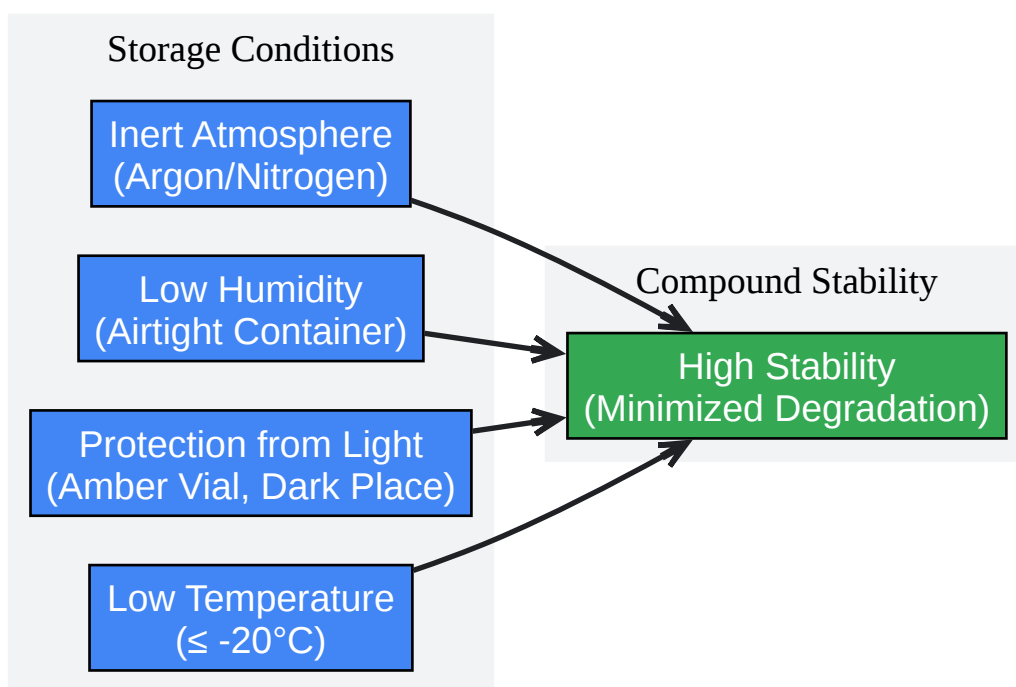 Storage Conditions
Inert Atmosphere
(Argon/Nitrogen)
Low Humidity
(Airtight Container)
Protection from Light
(Amber Vial, Dark Place)
Low Temperature
(≤ -20°C)
Compound Stability
High Stability
(Minimized Degradation)